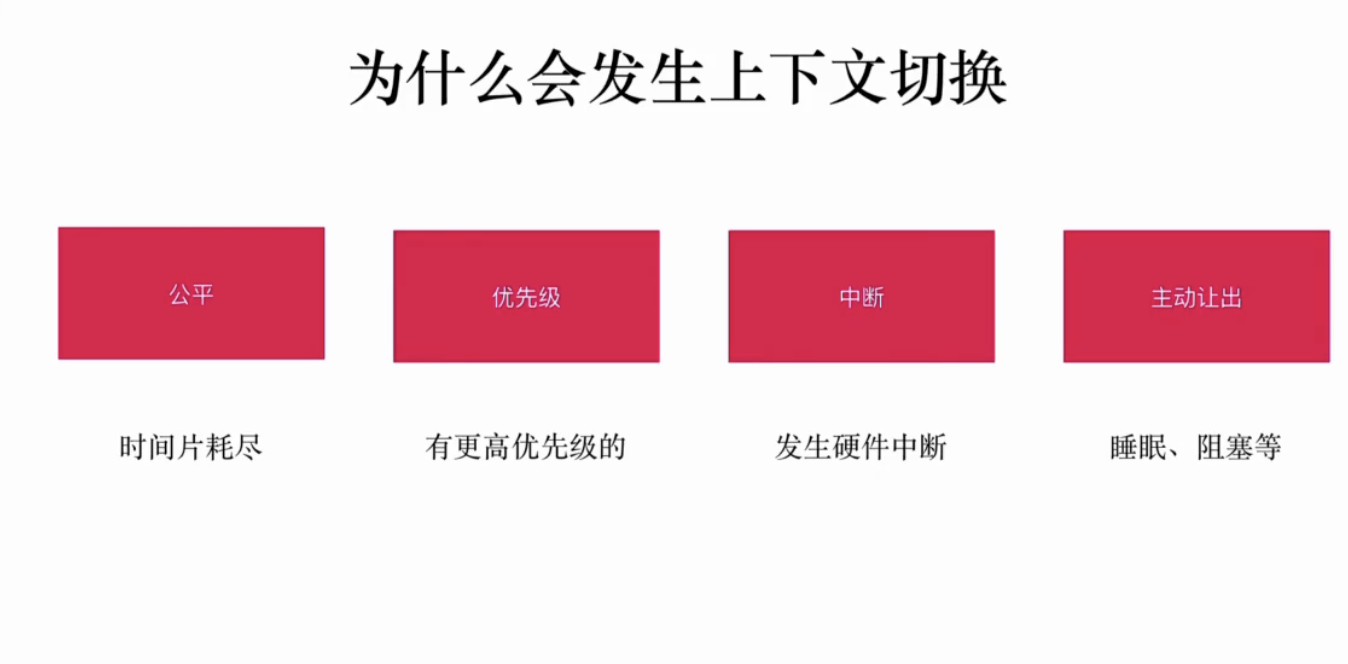 为什么会发生上下文切换
公平
优先级
中断
主动让出
时间片耗尽
有更高优先级的
发生硬件中断
睡眠、阻塞等